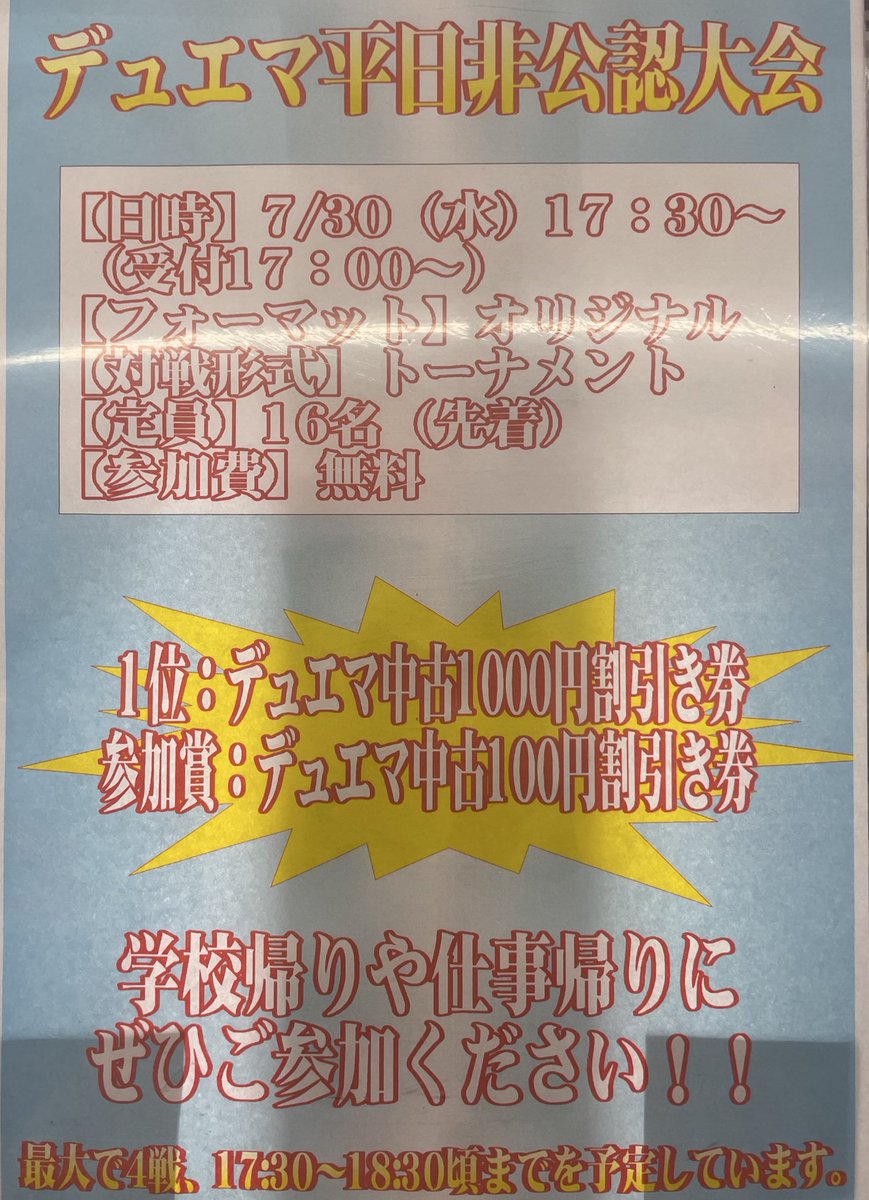 デュエマ平日非公認大会
【日時】7/30（水）17：30～
（受付17：00～）
【フォーマット】オリジナル
【対戦形式】トーナメント
【定員】16名（先着）
【参加費】無料
1位：デュエマ中古1000円割引き券
参加賞：デュエマ中古100円割引き券
学校帰りや仕事帰りに
ぜひご参加ください！！
最大で4戦、17:30～18:30頃までを予定しています。